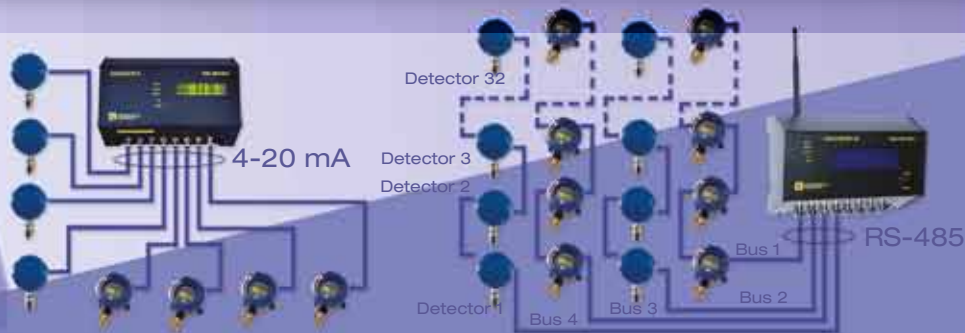 4-20 mA
Detector 32
Detector 3
Detector 2
Detector 1
Bus 4
Bus 3
Bus 2
Bus 1
RS-485